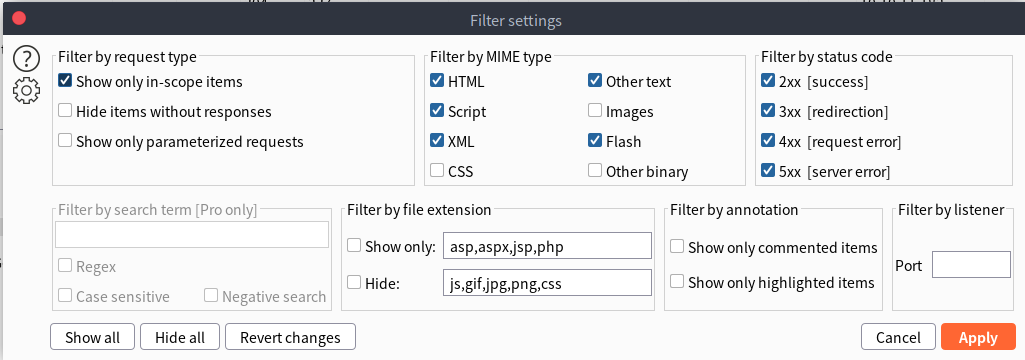 Filter settings
Filter by request type
Show only in-scope items
Hide items without responses
Show only parameterized requests
Filter by MIME type
HTML
Other text
Script
Images
XML
Flash
CSS
Other binary
Filter by status code
2xx [success]
3xx [redirection]
4xx [request error]
5xx [server error]
Filter by search term [Pro only]
Regex
Case sensitive
Negative search
Filter by file extension
Show only: asp,aspx,jsp,php
Hide: js,gif,jpg,png,css
Filter by annotation
Show only commented items
Show only highlighted items
Filter by listener
Port
Show all
Hide all
Revert changes
Cancel
Apply